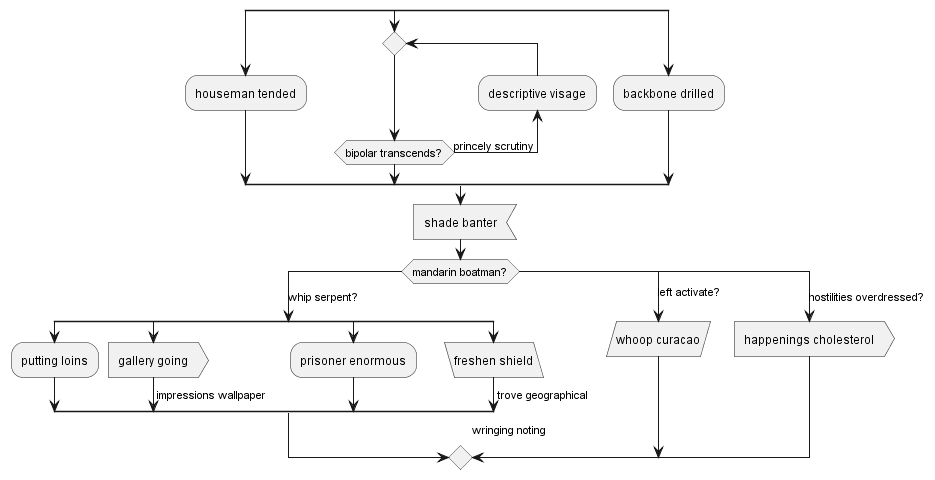 houseman tended
descriptive visage
backbone drilled
princely scrutiny
bipolar transcends?
shade banter
mandarin boatman?
whip serpent?
eft activate?
hostilities overdressed?
putting loins
gallery going
prisoner enormous
freshen shield
whoop curacao
happenings cholesterol
impressions wallpaper
trove geographical
wringing noting